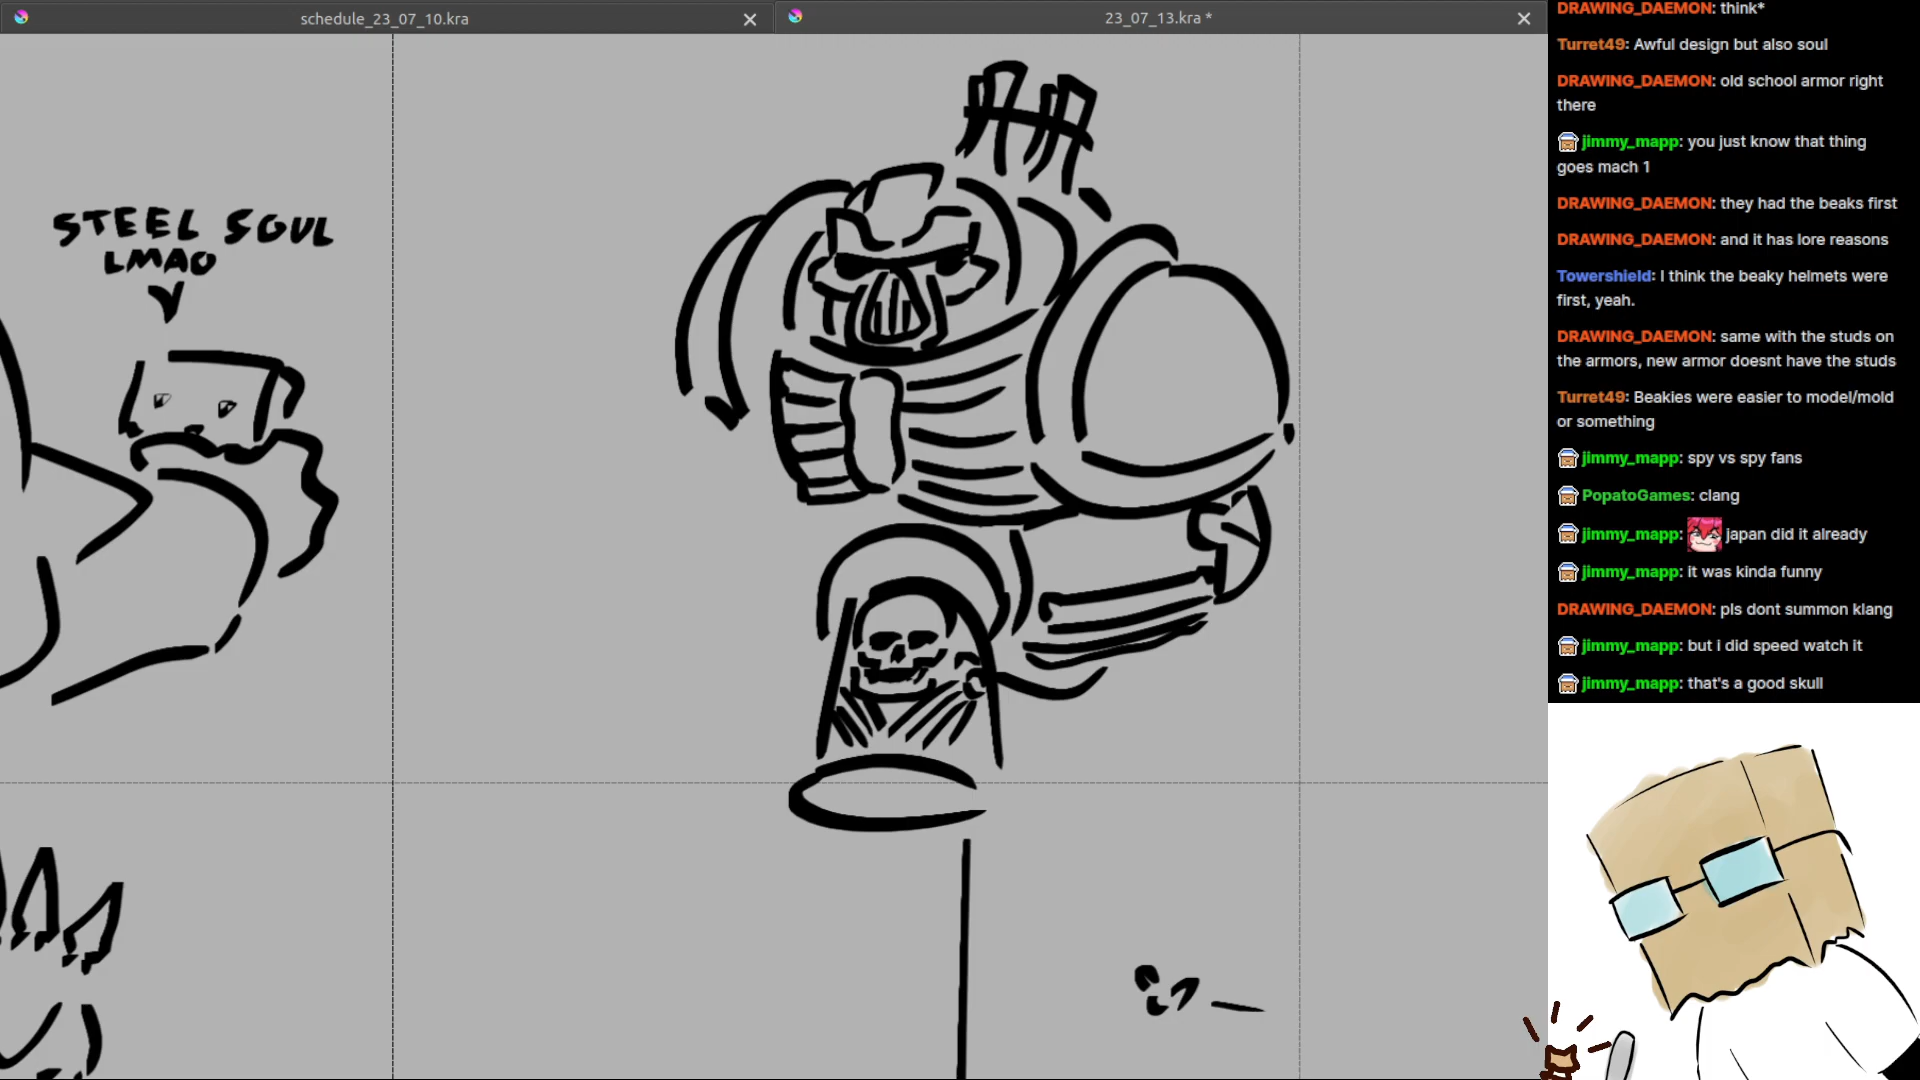 schedule_23_07_10.kra
23_07_13.kra *
STEEL SOUL
LMAO
DRAWING_DAEMON: think*
Turret49: Awful design but also soul
DRAWING_DAEMON: old school armor right
there
jimmy_mapp: you just know that thing
goes mach 1
DRAWING_DAEMON: they had the beaks first
DRAWING_DAEMON: and it has lore reasons
Towershield: I think the beaky helmets were
first, yeah.
DRAWING_DAEMON: same with the studs on
the armors, new armor doesnt have the studs
Turret49: Beakies were easier to model/mold
or something
jimmy_mapp: spy vs spy fans
PopatoGames: clang
jimmy_mapp: japan did it already
jimmy_mapp: it was kinda funny
DRAWING_DAEMON: pls dont summon klang
jimmy_mapp: but i did speed watch it
jimmy_mapp: that's a good skull